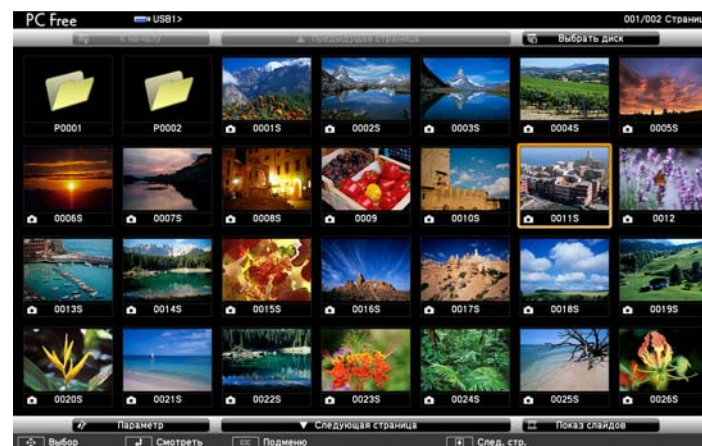 PC Free USB1> 001/002 Страниц
К началу ▲ Предыдущая страница Выбрать диск
P0001 P0002 0001S 0002S 0003S 0004S 0005S
0006S 0007S 0008S 0009 0010S 0011S 0012
0013S 0014S 0015S 0016S 0017S 0018S 0019S
0020S 0021S 0022S 0023S 0024S 0025S 0026S
Параметр ▼ Следующая страница Показ слайдов
Выбор Смотреть Esc Подменю След. стр.